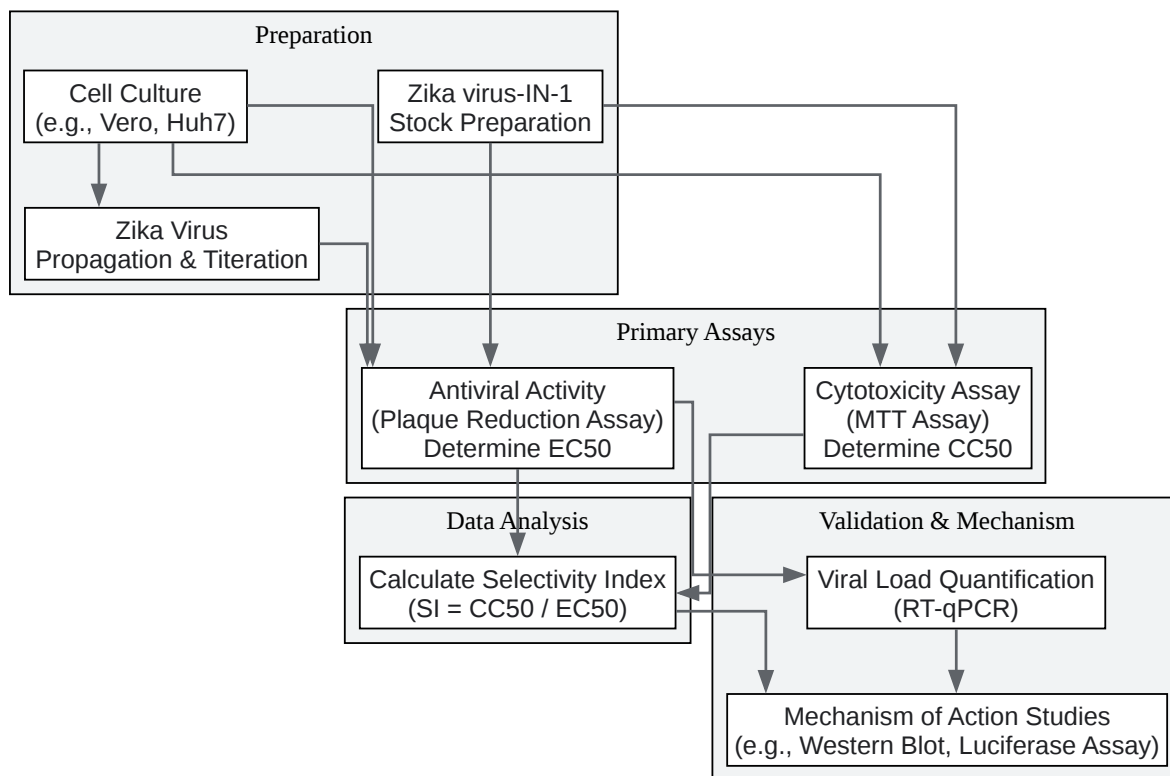 Preparation
Cell Culture
(e.g., Vero, Huh7)
Zika virus-IN-1
Stock Preparation
Zika Virus
Propagation & Titeration
Primary Assays
Antiviral Activity
(Plaque Reduction Assay)
Determine EC50
Cytotoxicity Assay
(MTT Assay)
Determine CC50
Data Analysis
Calculate Selectivity Index
(SI = CC50 / EC50)
Validation & Mechanism
Viral Load Quantification
(RT-qPCR)
Mechanism of Action Studies
(e.g., Western Blot, Luciferase Assay)